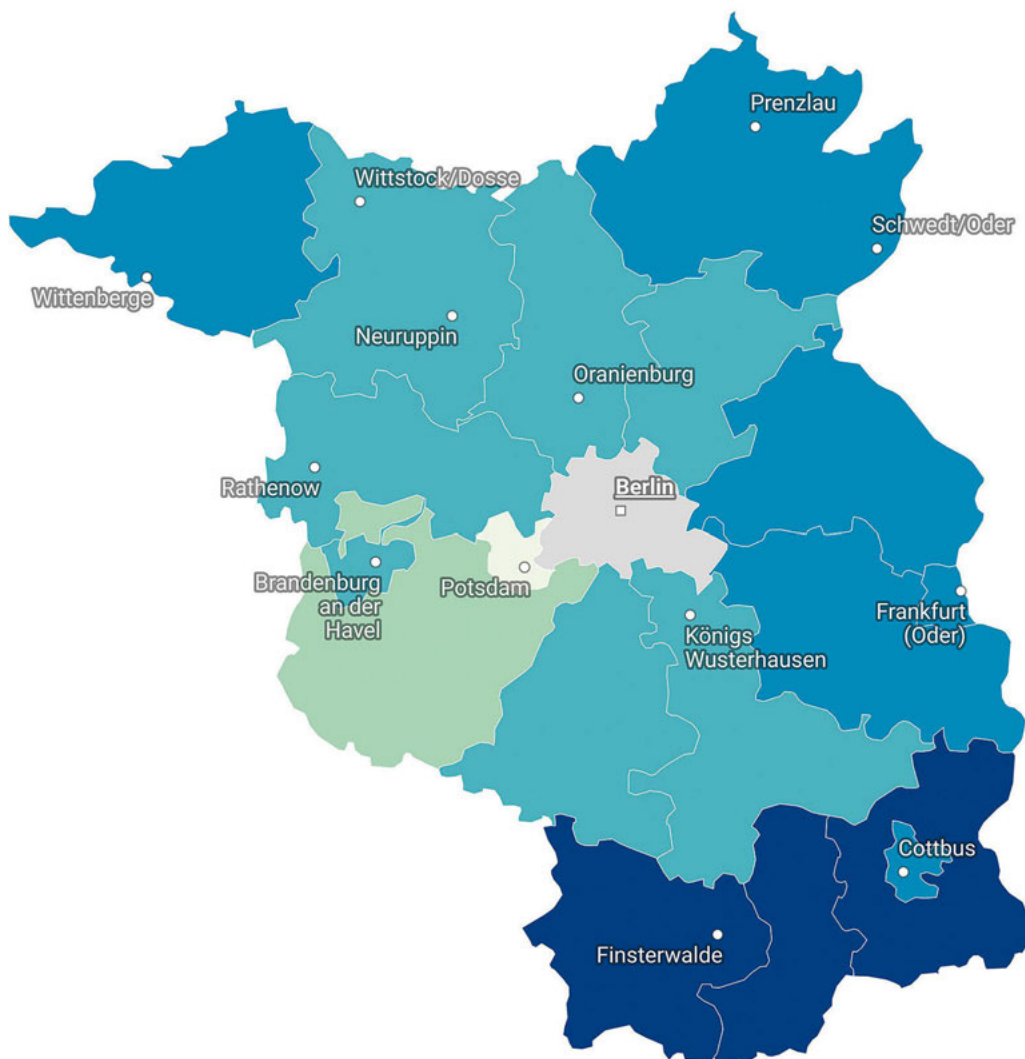 Prenzlau
Wittstock/Dosse
Schwedt/Oder
Wittenberge
Neuruppin
Oranienburg
Rathenow
Berlin
Brandenburg
an der
Havel
Potsdam
Frankfurt
(Oder)
Königs
Wusterhausen
Cottbus
Finsterwalde